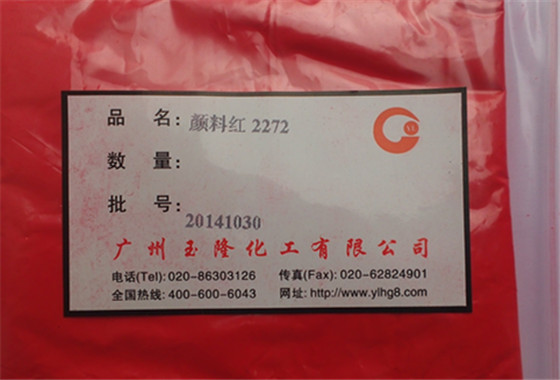 品 名: 颜料红 2272
数 量:
批 号: 20141030
广州玉隆化工有限公司
电话(Tel): 020-86303126 传真(Fax): 020-62824901
全国热线: 400-600-6043 网址: http://www.ylhg8.com